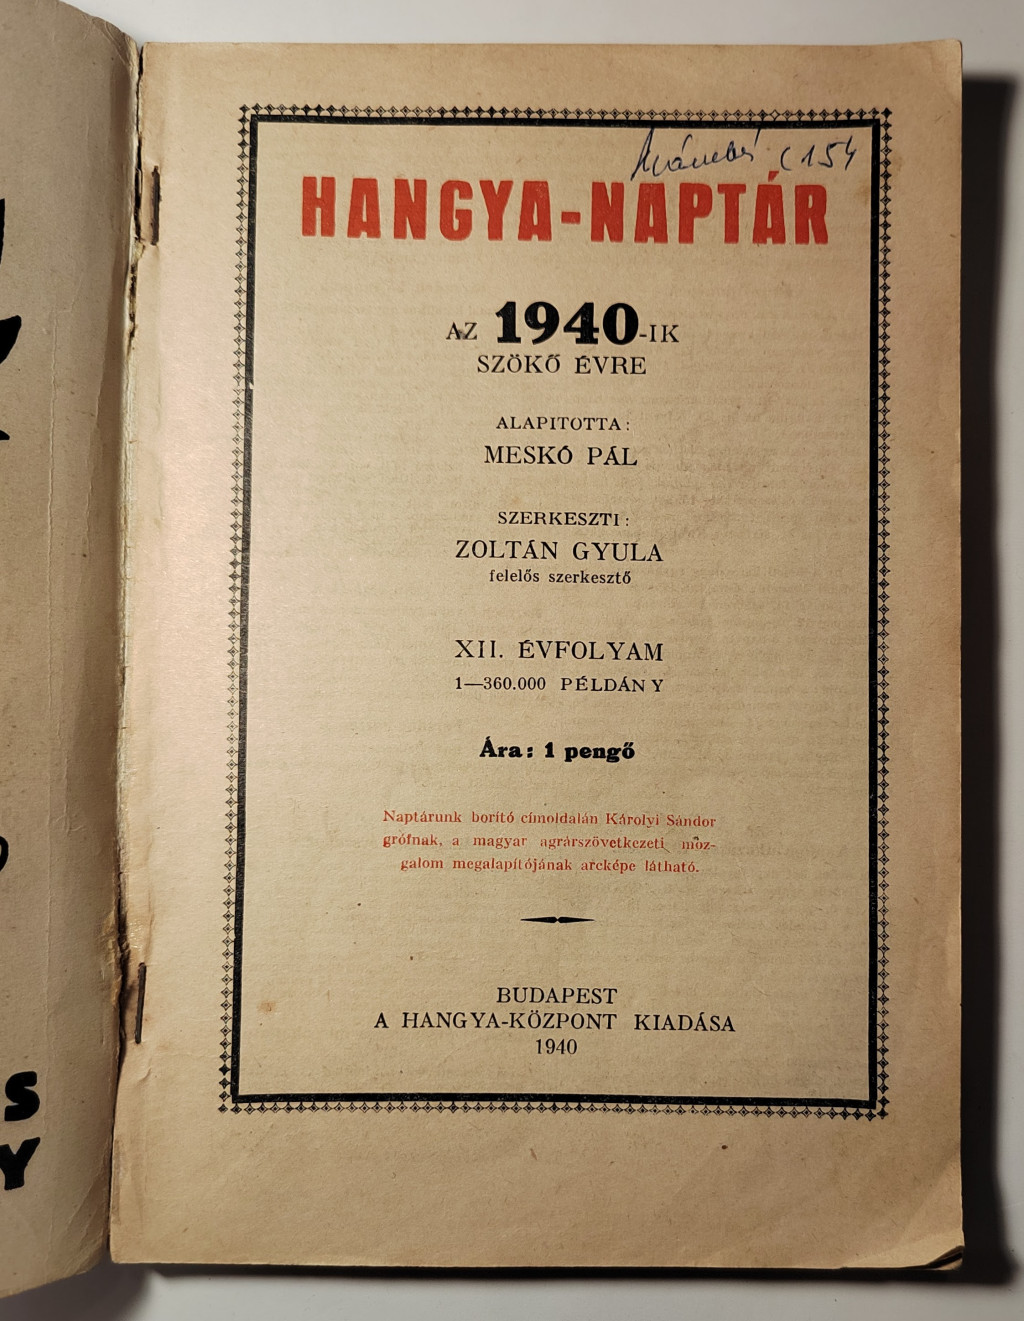 c 154
HANGYA-NAPTÁR
AZ 1940-IK
SZÖKŐ ÉVRE
ALAPITOTTA:
MESKÓ PÁL
SZERKESZTI:
ZOLTÁN GYULA
felelős szerkesztő
XII. ÉVFOLYAM
1—360.000 PÉLDÁNY
Ára: 1 pengő
Naptárunk borító címoldalán Károlyi Sándor
grófnak, a magyar agrárszövetkezeti moz-
galom megalapítójának arcképe látható.
BUDAPEST
A HANGYA-KÖZPONT KIADÁSA
1940
S
Y